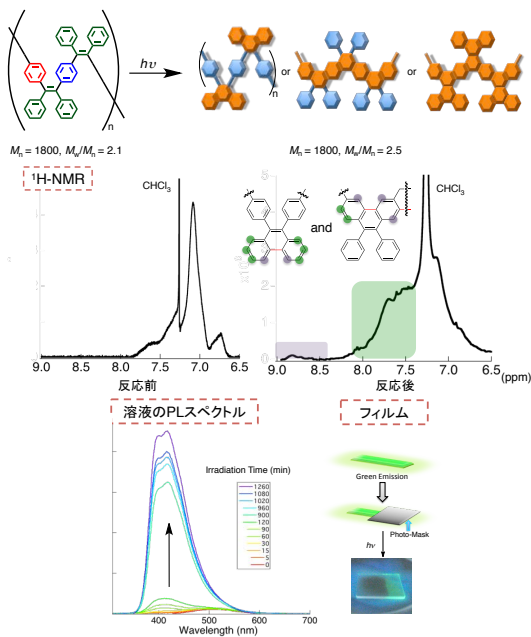 hν
or
or
n
n
Mn = 1800, Mw/Mn = 2.1
Mn = 1800, Mw/Mn = 2.5
¹H-NMR
CHCl3
CHCl3
and
9.0 8.5 8.0 7.5 7.0 6.5
9.0 8.5 8.0 7.5 7.0 6.5
(ppm)
反応前
反応後
溶液のPLスペクトル
フィルム
Irradiation Time (min)
1260
1080
1020
960
900
120
90
60
30
15
5
0
300 400 500 600 700
Wavelength (nm)
Green Emission
Photo-Mask
hν